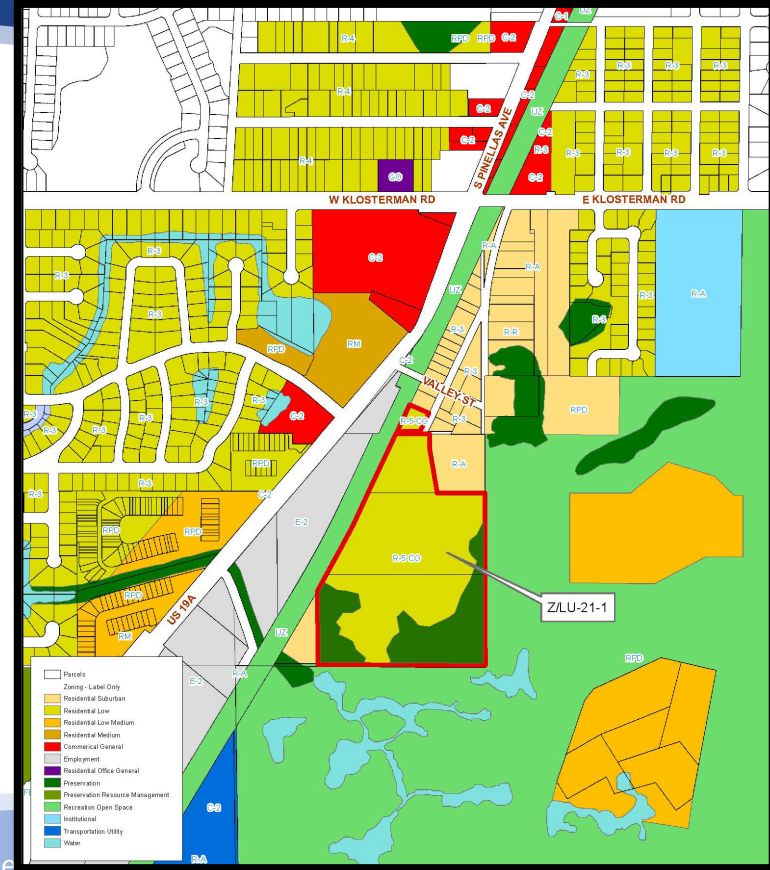 C-1
UZ
R-4
RPD
RPD
C-2
R-3
R-3
R-3
R-3
R-4
C-2
C-2
UZ
C-2
S PINELLAS AVE
C-2
R-3
R-4
C-2
R-3
R-3
R-3
R-3
GO
W KLOSTERMAN RD
E KLOSTERMAN RD
R-3
R-3
C-2
R-A
R-A
R-3
R-A
UZ
R-3
R-3
R-R
R-3
RPD
RM
C-2
R-3
VALLEY ST
R-3
R-3
R-3
R-3
R-3
R-3
C-2
R-5-CO
R-3
RPD
RPD
R-A
R-3
R-3
C-2
E-2
RPD
RPD
R-5-CO
RPD
Z/LU-21-1
US 19A
RM
UZ
RPD
R-A
E-2
Parcels
Zoning - Label Only
Residential Suburban
Residential Low
Residential Low Medium
Residential Medium
Commerical General
Employment
Residential Office General
Preservation
Preservation Resource Management
Recreation Open Space
Institutional
Transportation Utility
Water
C-2
R-A
e